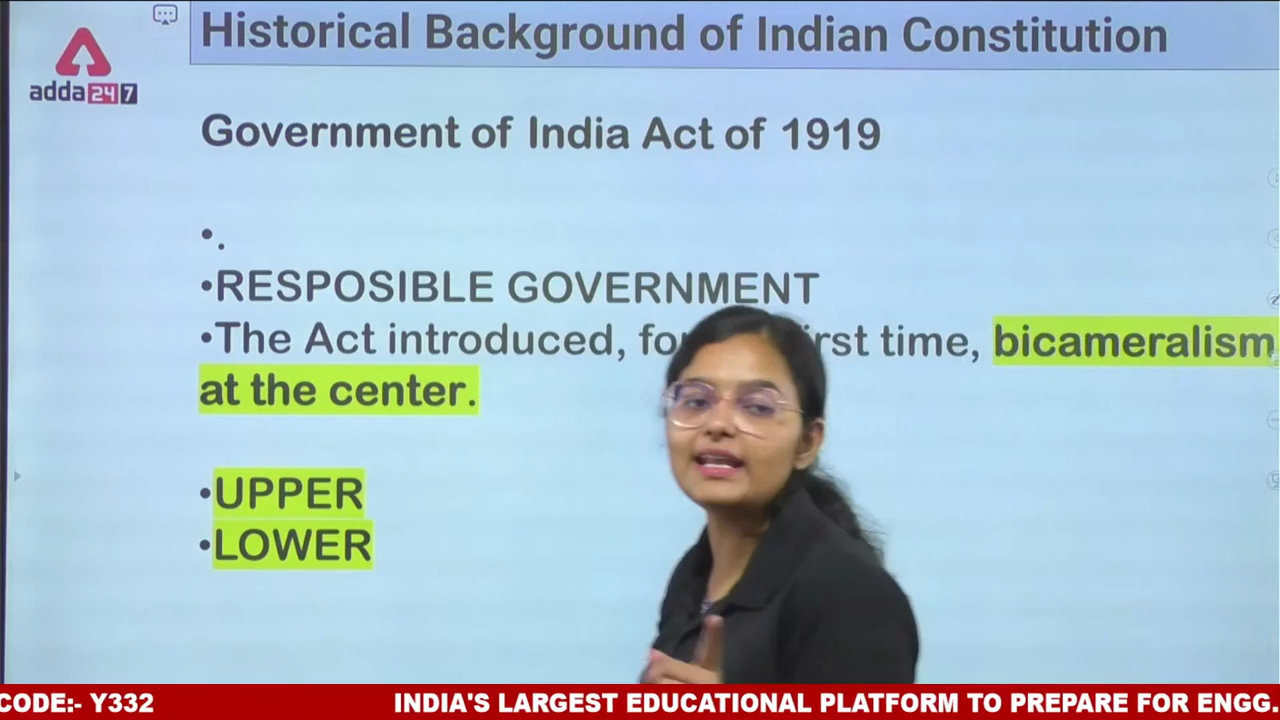 Historical Background of Indian Constitution
adda247
Government of India Act of 1919
•.
•RESPOSIBLE GOVERNMENT
•The Act introduced, fo rst time, bicameralism
at the center.
•UPPER
•LOWER
CODE:- Y332 INDIA'S LARGEST EDUCATIONAL PLATFORM TO PREPARE FOR ENGG.